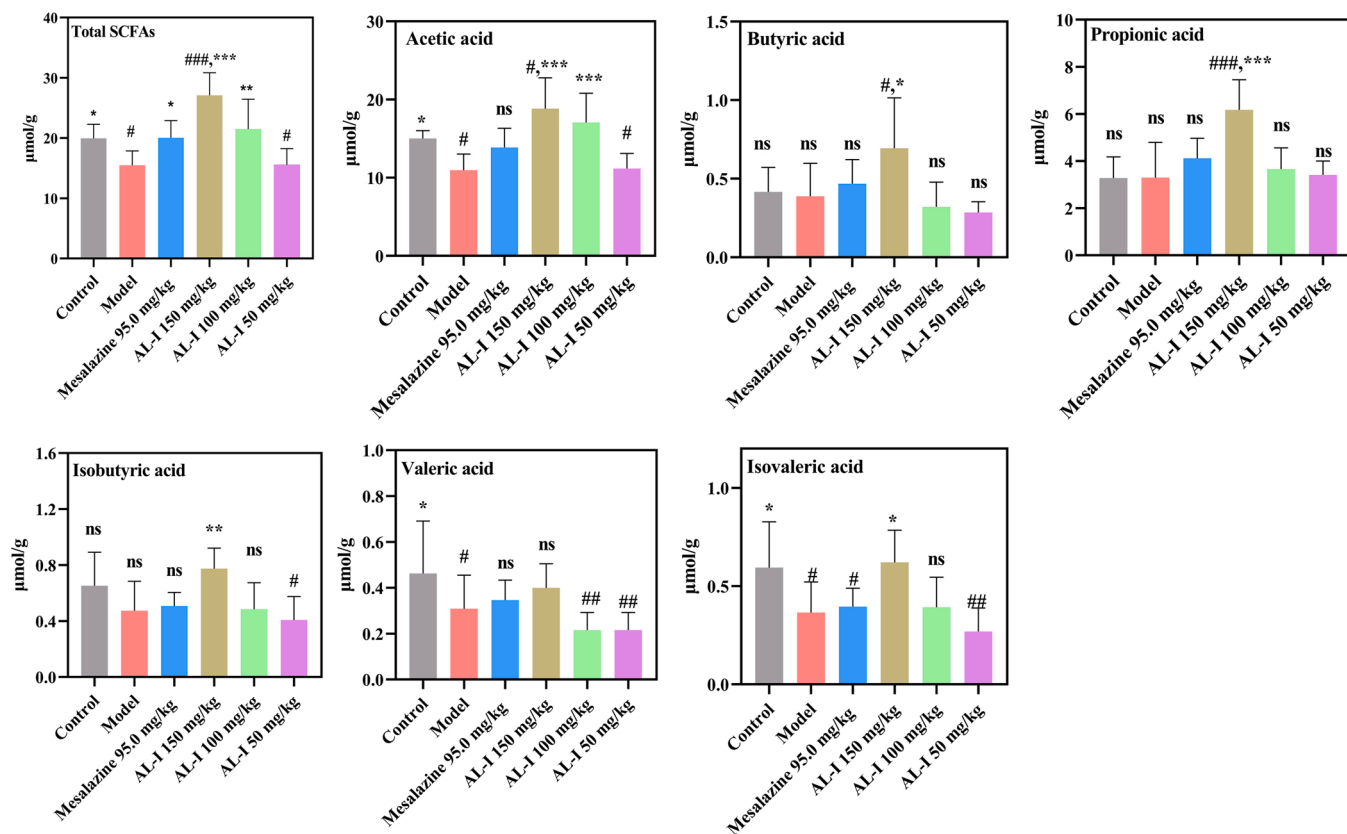 Total SCFAs
μmol/g
40
30
20
10
0
*
#
*
###,***
**
#
Control
Model
Mesalazine 95.0 mg/kg
AL-I 150 mg/kg
AL-I 100 mg/kg
AL-I 50 mg/kg
Acetic acid
μmol/g
30
20
10
0
*
#
ns
#,***
***
#
Control
Model
Mesalazine 95.0 mg/kg
AL-I 150 mg/kg
AL-I 100 mg/kg
AL-I 50 mg/kg
Butyric acid
μmol/g
1.5
1.0
0.5
0.0
ns
ns
ns
#,*
ns
ns
Control
Model
Mesalazine 95.0 mg/kg
AL-I 150 mg/kg
AL-I 100 mg/kg
AL-I 50 mg/kg
Propionic acid
μmol/g
10
8
6
4
2
0
ns
ns
ns
###,***
ns
ns
Control
Model
Mesalazine 95.0 mg/kg
AL-I 150 mg/kg
AL-I 100 mg/kg
AL-I 50 mg/kg
Isobutyric acid
μmol/g
1.6
1.2
0.8
0.4
0.0
ns
ns
ns
**
ns
#
Control
Model
Mesalazine 95.0 mg/kg
AL-I 150 mg/kg
AL-I 100 mg/kg
AL-I 50 mg/kg
Valeric acid
μmol/g
1.0
0.8
0.6
0.4
0.2
0.0
*
#
ns
ns
##
##
Control
Model
Mesalazine 95.0 mg/kg
AL-I 150 mg/kg
AL-I 100 mg/kg
AL-I 50 mg/kg
Isovaleric acid
μmol/g
1.0
0.5
0.0
*
#
#
*
ns
##
Control
Model
Mesalazine 95.0 mg/kg
AL-I 150 mg/kg
AL-I 100 mg/kg
AL-I 50 mg/kg